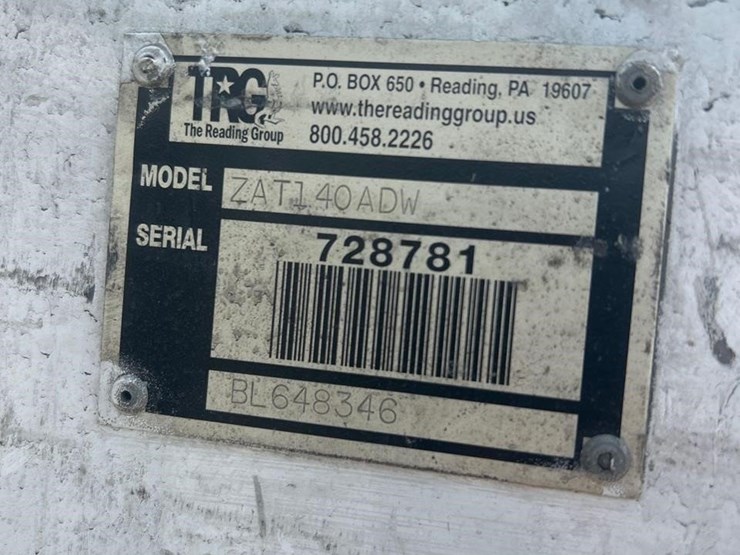 TRG
The Reading Group
P.O. BOX 650 • Reading, PA 19607
www.thereadinggroup.us
800.458.2226
MODEL ZAT140ADW
SERIAL 728781
BL648346